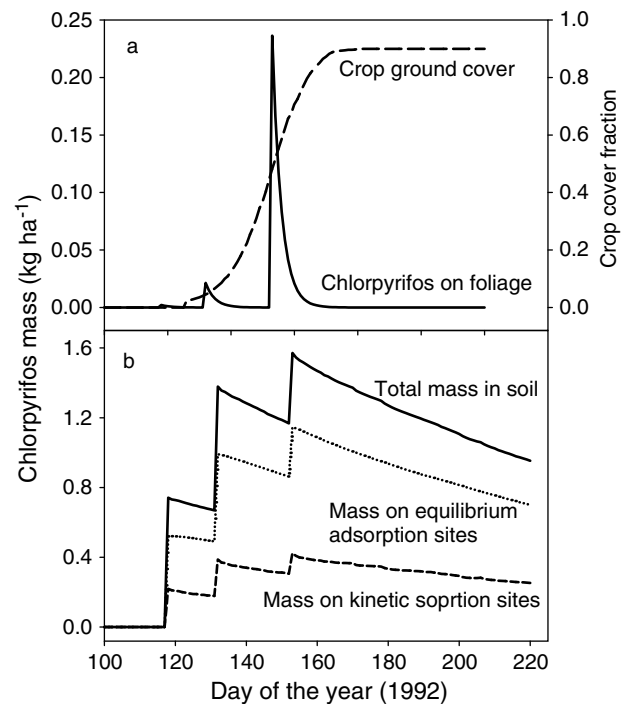 a
0.25
0.20
0.15
0.10
0.05
0.00
1.0
0.8
0.6
0.4
0.2
0.0
Crop ground cover
Chlorpyrifos on foliage
Crop cover fraction
Chlorpyrifos mass (kg ha⁻¹)
b
1.6
1.2
0.8
0.4
0.0
Total mass in soil
Mass on equilibrium
adsorption sites
Mass on kinetic soprtion sites
100 120 140 160 180 200 220
Day of the year (1992)